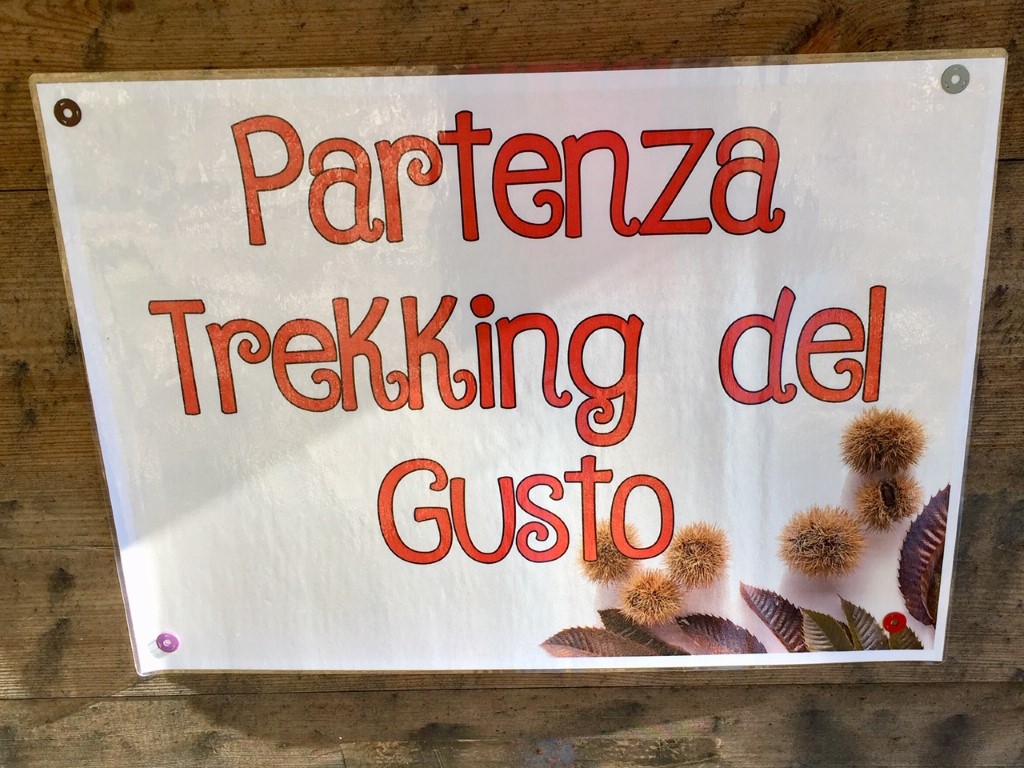 Partenza
Trekking del
Gusto